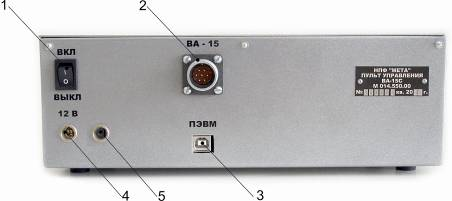 1
2
ВКЛ
ВА - 15
НПФ "МЕТА"
ПУЛЬТ УПРАВЛЕНИЯ
ВА-15С
М 014.550.00
№ кв. 20 г.
ВЫКЛ
12 В
ПЭВМ
4
5
3